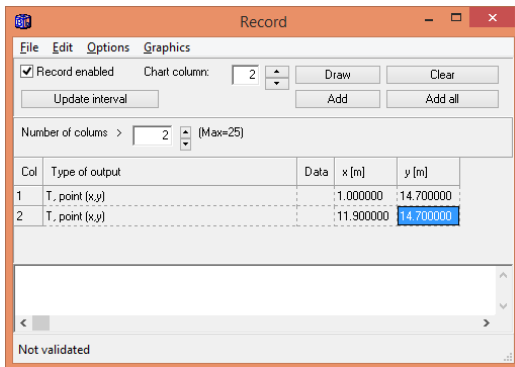 Record
File Edit Options Graphics
Record enabled Chart column: 2 Draw Clear
Update interval Add Add all
Number of colums > 2 (Max=25)
Col Type of output Data x [m] y [m]
1 T, point (x,y) 1.000000 14.700000
2 T, point (x,y) 11.900000 14.700000
Not validated